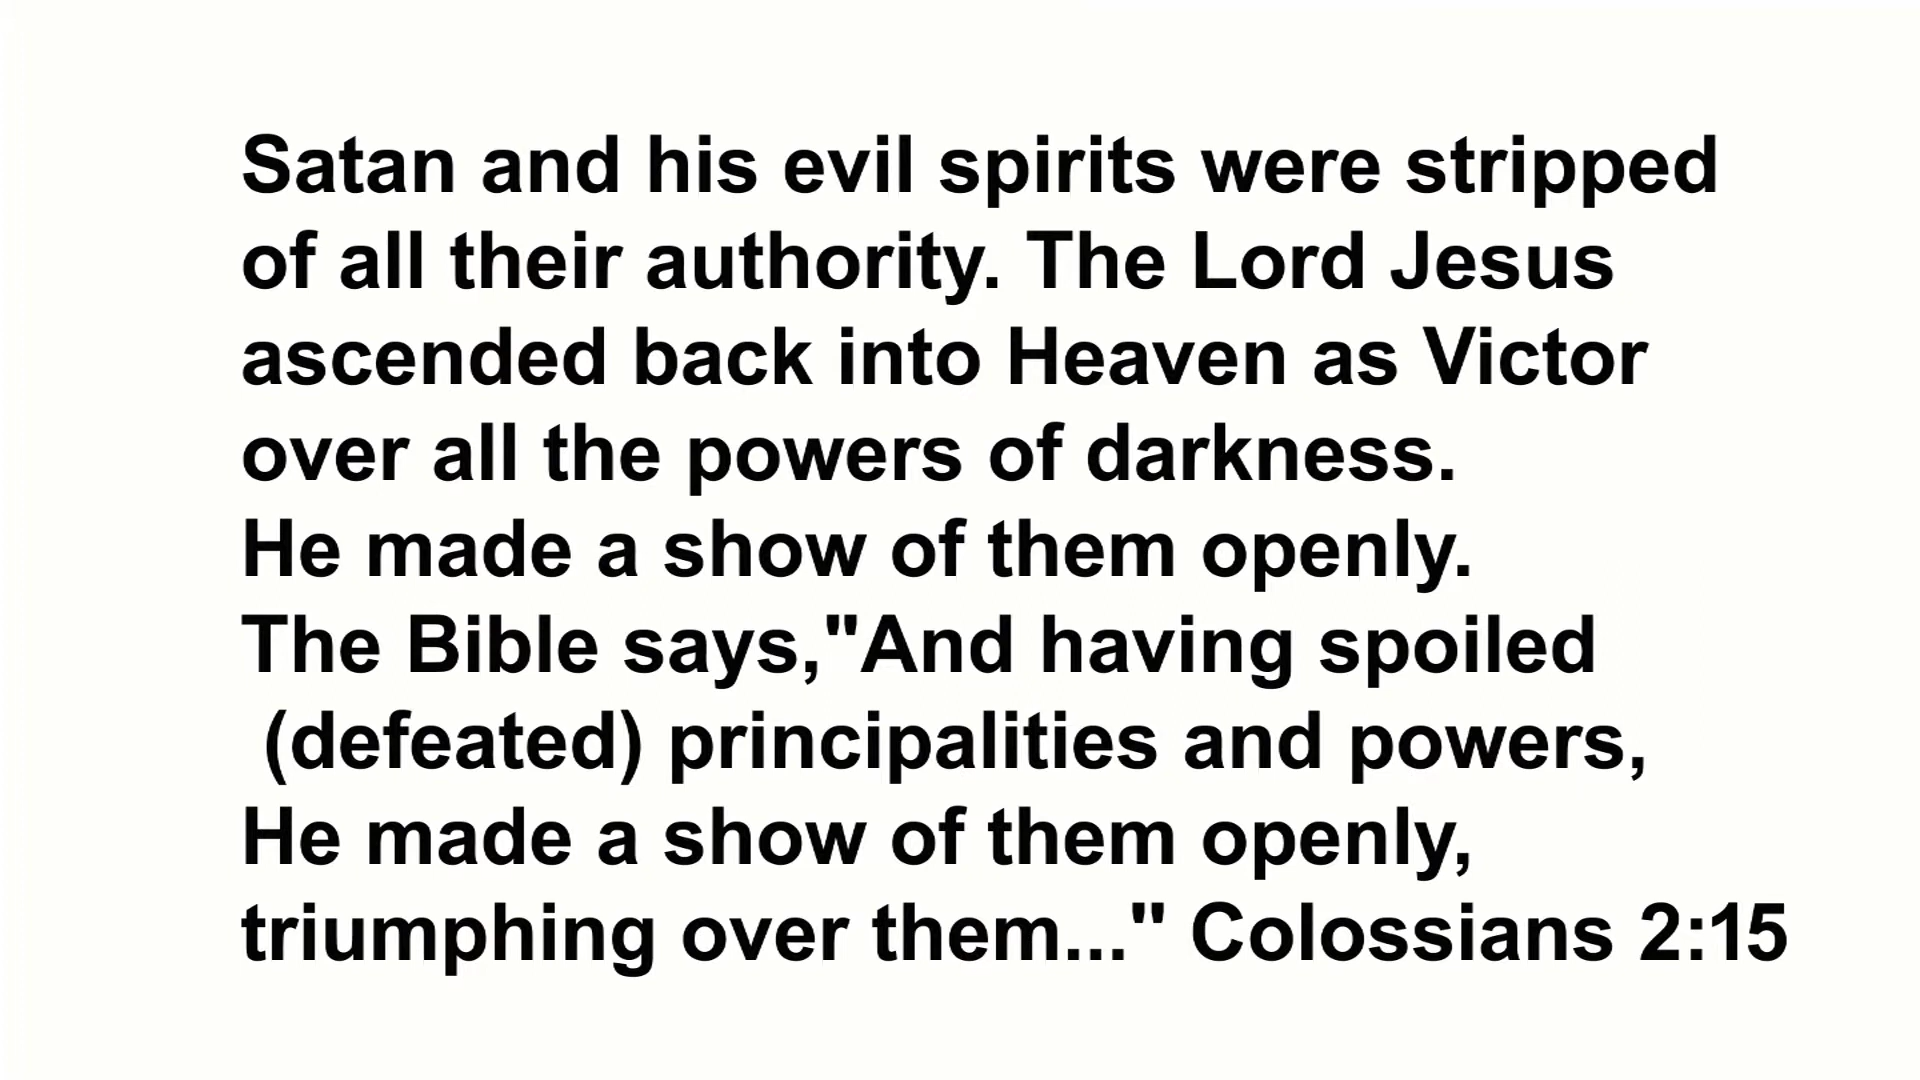 Satan and his evil spirits were stripped
of all their authority. The Lord Jesus
ascended back into Heaven as Victor
over all the powers of darkness.
He made a show of them openly.
The Bible says,"And having spoiled
(defeated) principalities and powers,
He made a show of them openly,
triumphing over them..." Colossians 2:15